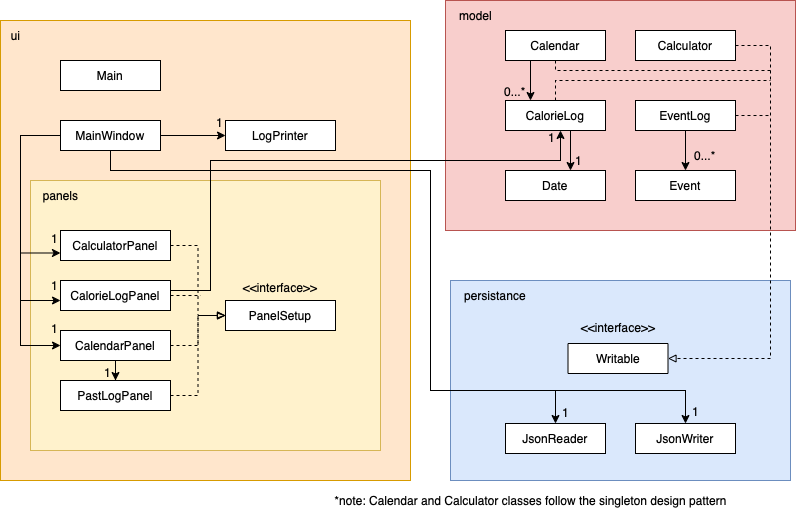 ui
Main
MainWindow
1
LogPrinter
panels
1
CalculatorPanel
1
CalorieLogPanel
<<interface>>
PanelSetup
1
CalendarPanel
1
PastLogPanel
model
Calendar
Calculator
0...*
CalorieLog
EventLog
1
1
0...*
Date
Event
persistance
<<interface>>
Writable
1
1
JsonReader
JsonWriter
*note: Calendar and Calculator classes follow the singleton design pattern